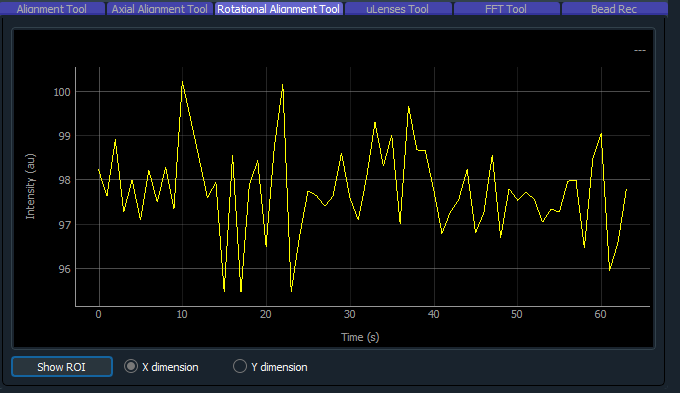 Alignment Tool Axial Alignment Tool Rotational Alignment Tool uLenses Tool FFT Tool Bead Rec
---
100
99
98
97
96
Intensity (au)
0 10 20 30 40 50 60
Time (s)
Show ROI X dimension Y dimension